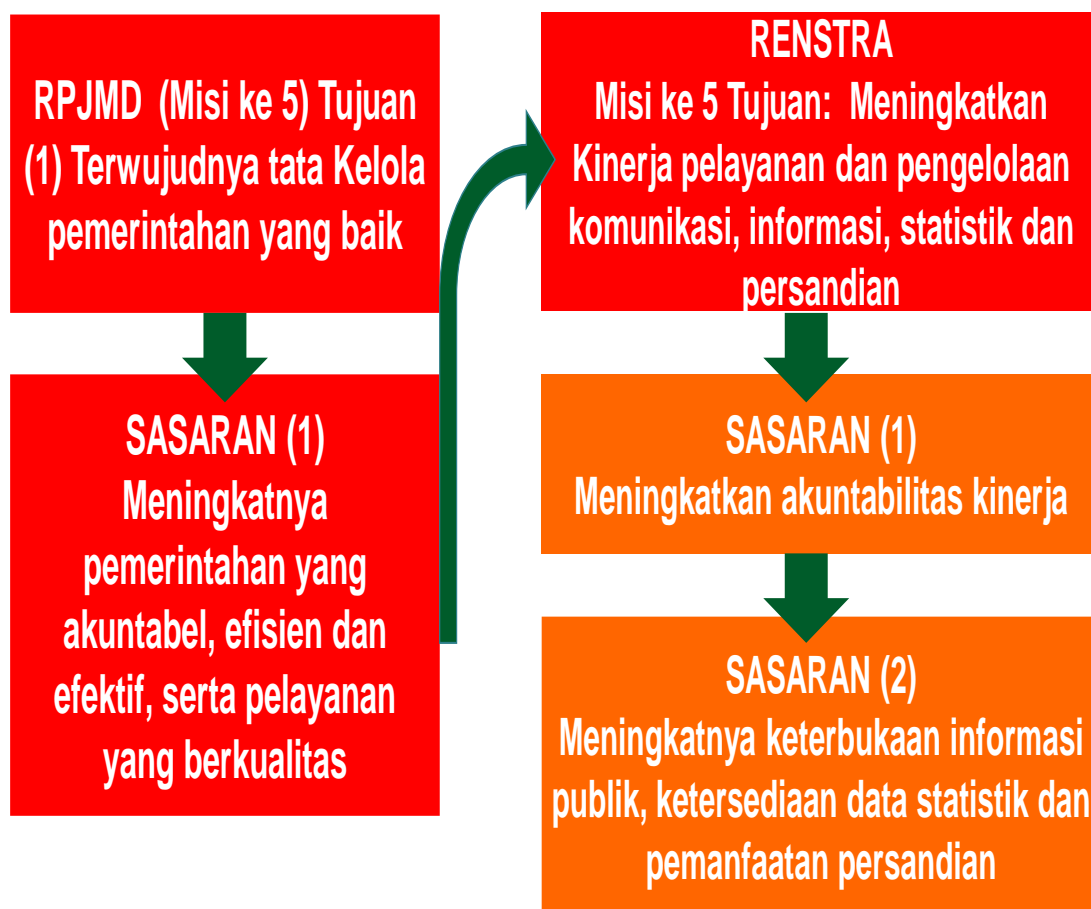 RPJMD (Misi ke 5) Tujuan
(1) Terwujudnya tata Kelola
pemerintahan yang baik
SASARAN (1)
Meningkatnya
pemerintahan yang
akuntabel, efisien dan
efektif, serta pelayanan
yang berkualitas
RENSTRA
Misi ke 5 Tujuan: Meningkatkan
Kinerja pelayanan dan pengelolaan
komunikasi, informasi, statistik dan
persandian
SASARAN (1)
Meningkatkan akuntabilitas kinerja
SASARAN (2)
Meningkatnya keterbukaan informasi
publik, ketersediaan data statistik dan
pemanfaatan persandian